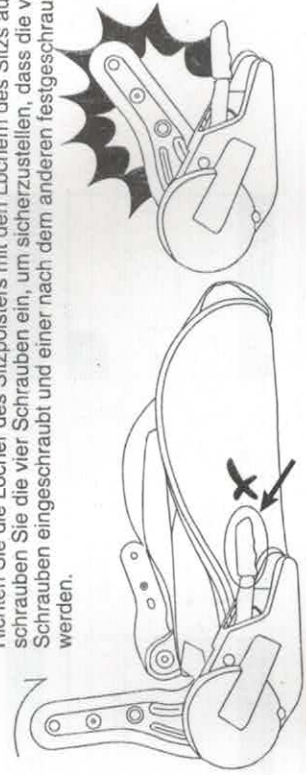 Richten Sie die Löcher des Sitzpolsters mit den Löchern des Sitzs
schrauben Sie die vier Schrauben ein, um sicherzustellen, dass die
Schrauben eingeschraubt und einer nach dem anderen
werden.